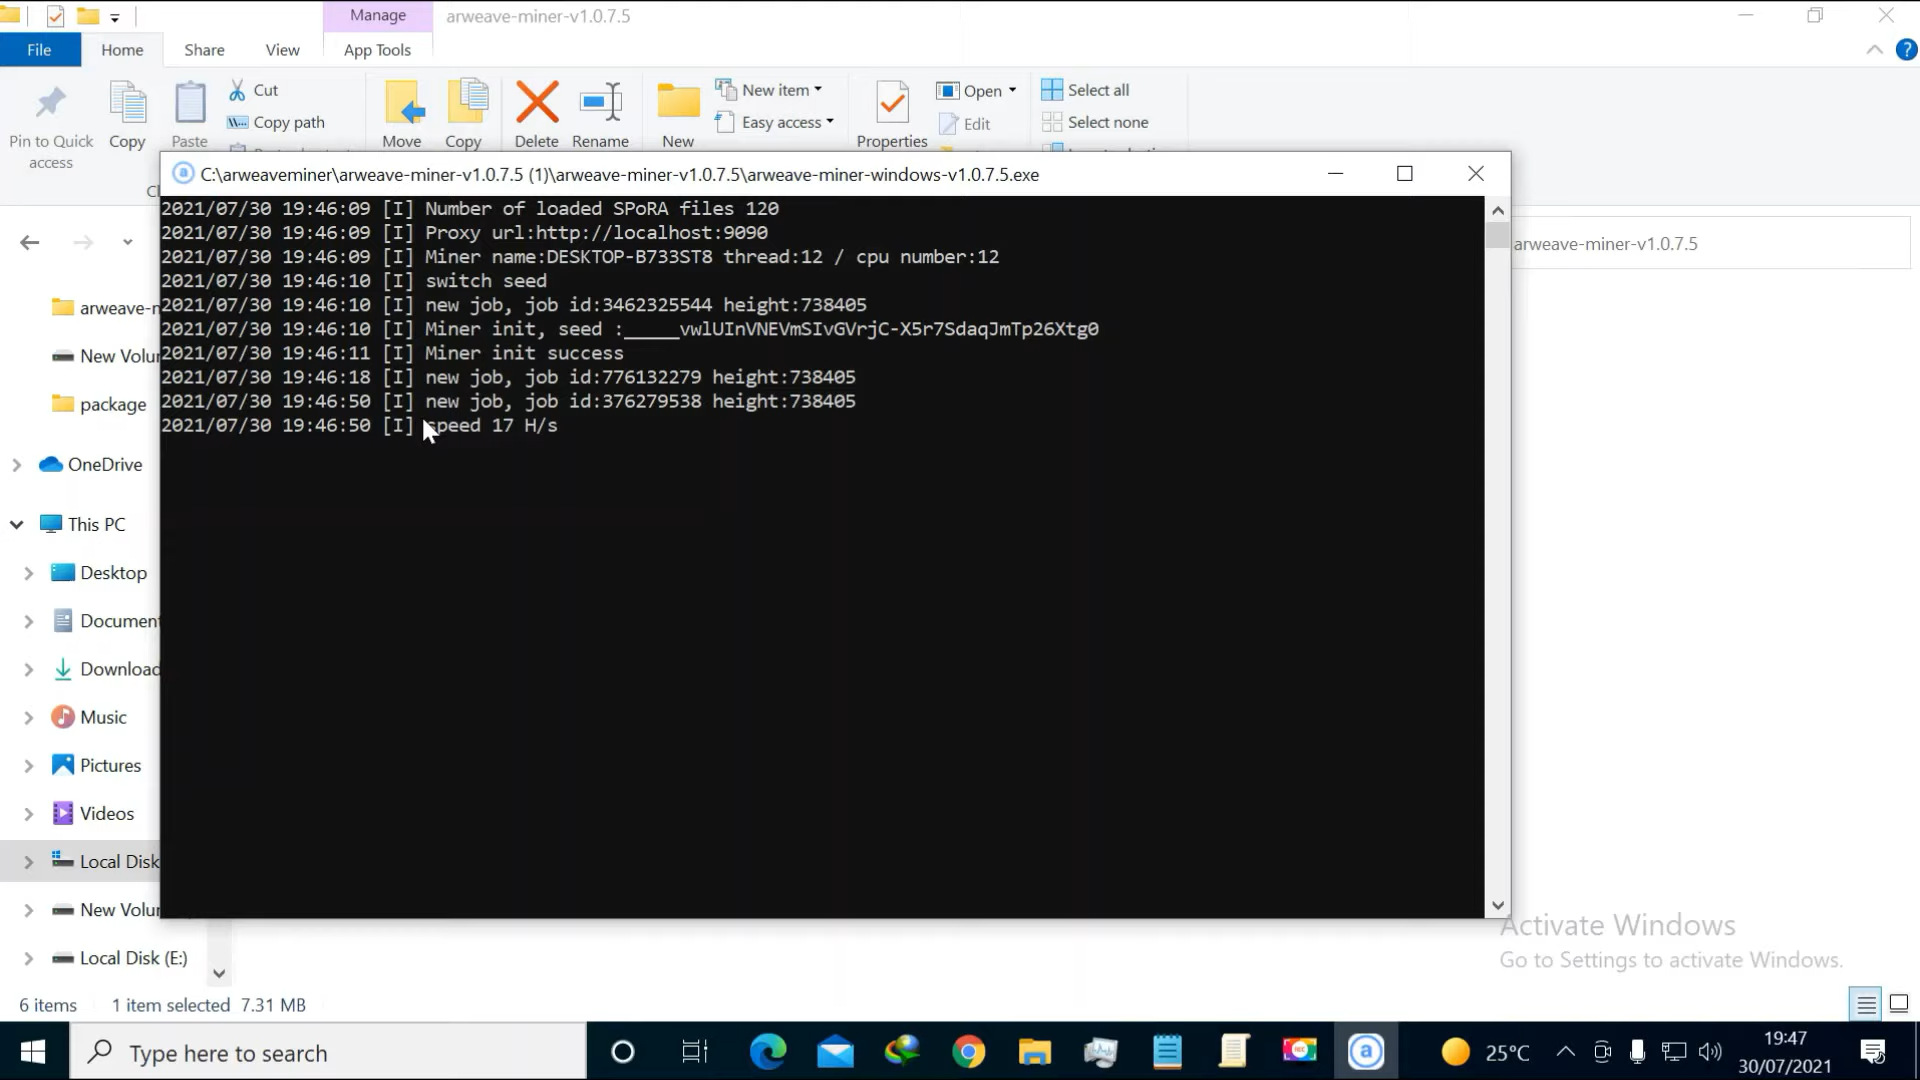 Manage
arweave-miner-v1.0.7.5
File
Home
Share
View
App Tools
Pin to Quick
access
Copy
Paste
Cut
Copy path
Move
Copy
Delete
Rename
New
New item
Easy access
Properties
Open
Edit
Select all
Select none
C:\arweaveminer\arweave-miner-v1.0.7.5 (1)\arweave-miner-v1.0.7.5\arweave-miner-windows-v1.0.7.5.exe
2021/07/30 19:46:09 [I] Number of loaded SPoRA files 120
2021/07/30 19:46:09 [I] Proxy url:http://localhost:9090
2021/07/30 19:46:09 [I] Miner name:DESKTOP-B733ST8 thread:12 / cpu number:12
2021/07/30 19:46:10 [I] switch seed
2021/07/30 19:46:10 [I] new job, job id:3462325544 height:738405
2021/07/30 19:46:10 [I] Miner init, seed :_____vwlUInVNEVmSIvGVrjC-X5r7SdaqJmTp26Xtg0
2021/07/30 19:46:11 [I] Miner init success
2021/07/30 19:46:18 [I] new job, job id:776132279 height:738405
2021/07/30 19:46:50 [I] new job, job id:376279538 height:738405
2021/07/30 19:46:50 [I] speed 17 H/s
arweave-miner-v1.0.7.5
arweave-n
New Volu
package
OneDrive
This PC
Desktop
Document
Download
Music
Pictures
Videos
Local Disk
New Volu
Local Disk (E:)
Activate Windows
Go to Settings to activate Windows.
6 items
1 item selected 7.31 MB
Type here to search
25°C
19:47
30/07/2021